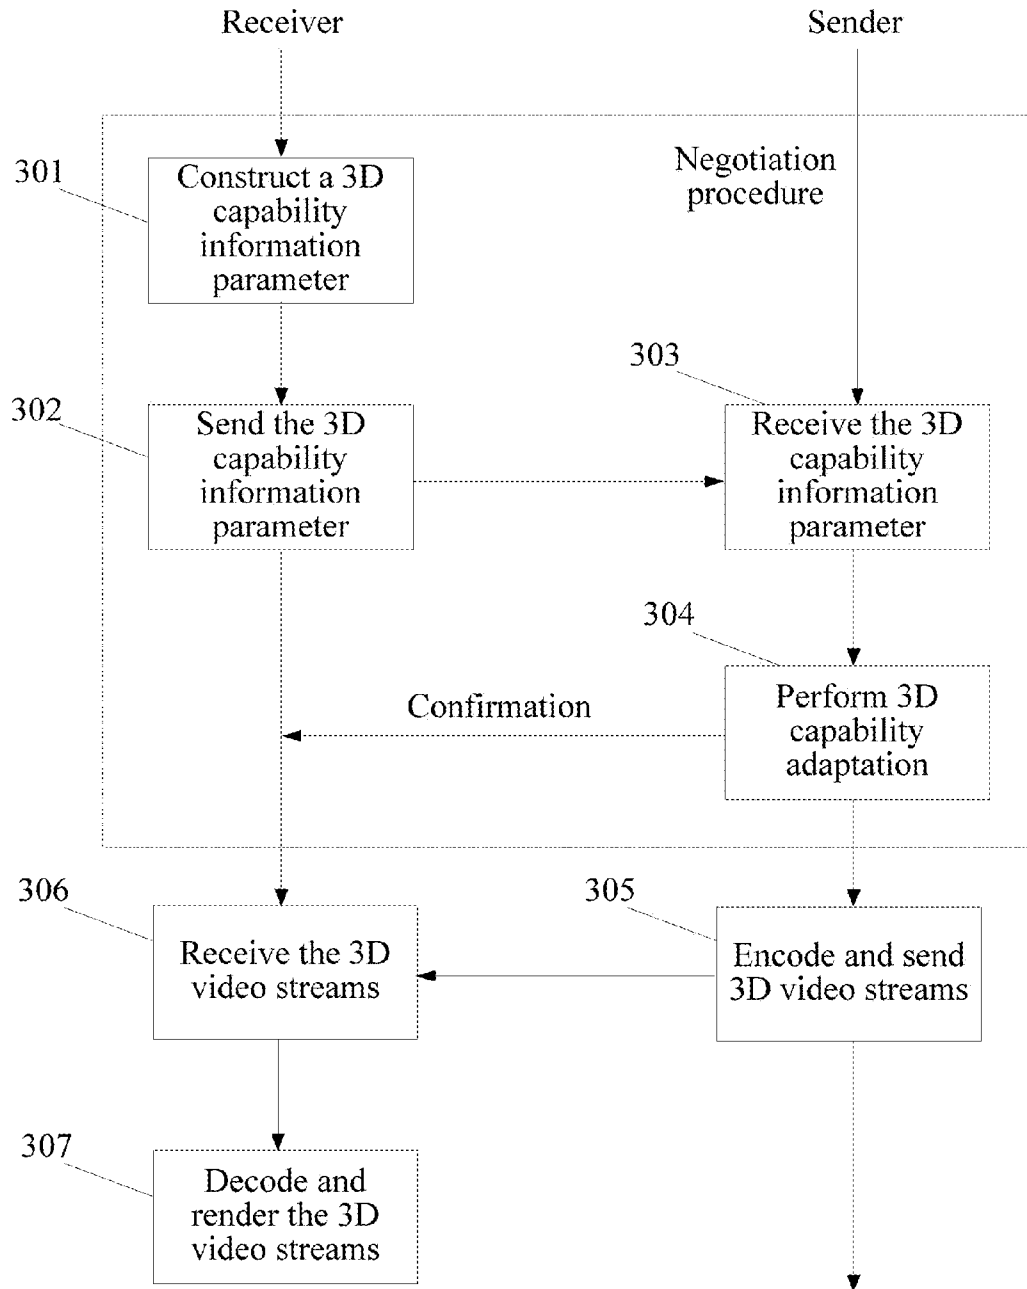 Receiver
Sender
Negotiation
procedure
301
Construct a 3D
capability
information
parameter
302
Send the 3D
capability
information
parameter
303
Receive the 3D
capability
information
parameter
304
Perform 3D
capability
adaptation
Confirmation
306
Receive the 3D
video streams
305
Encode and send
3D video streams
307
Decode and
render the 3D
video streams